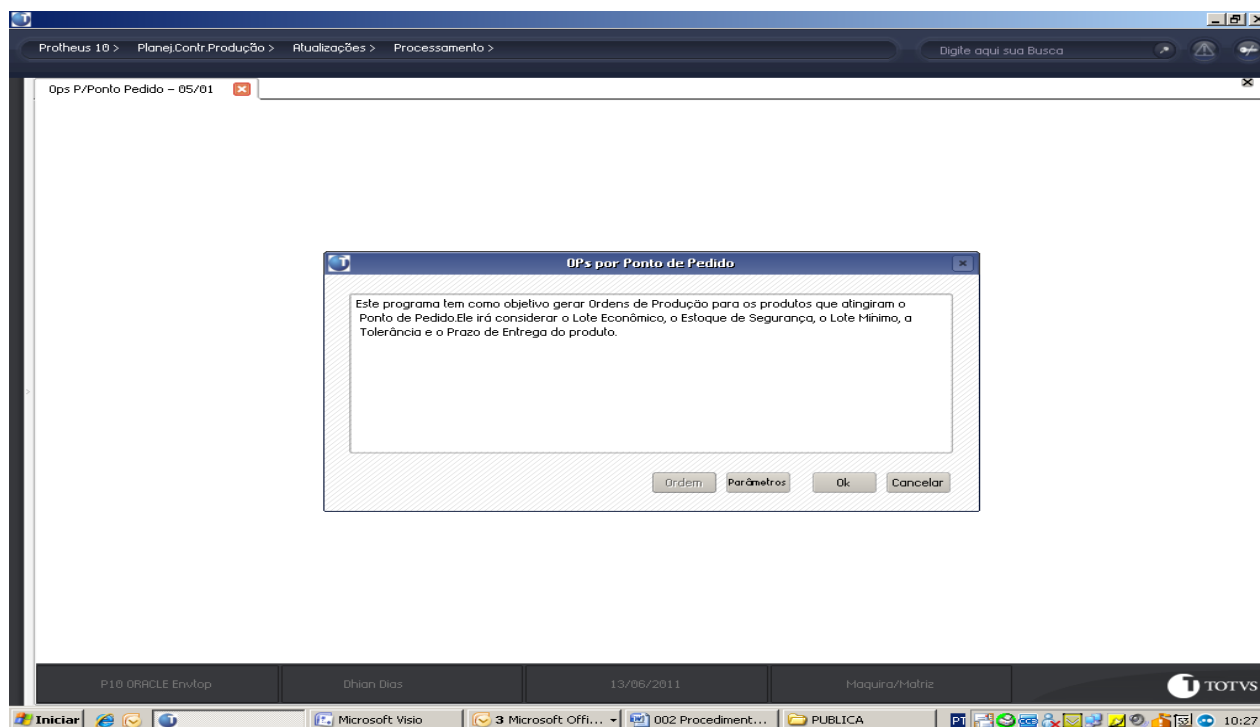 Protheus 10 > Planej.Contr.Produção > Atualizações > Processamento >
Digite aqui sua Busca
Ops P/Ponto Pedido - 05/01
OPs por Ponto de Pedido
Este programa tem como objetivo gerar Ordens de Produção para os produtos que atingiram o
Ponto de Pedido.Ele irá considerar o Lote Econômico, o Estoque de Segurança, o Lote Mínimo, a
Tolerância e o Prazo de Entrega do produto.
Ordem Parâmetros Ok Cancelar
P10 ORACLE Envtop Dhian Dias 13/06/2011 Maquira/Matriz TOTVS
Iniciar Microsoft Visio 3 Microsoft Offi... 002 Procediment... PUBLICA PT 10:27